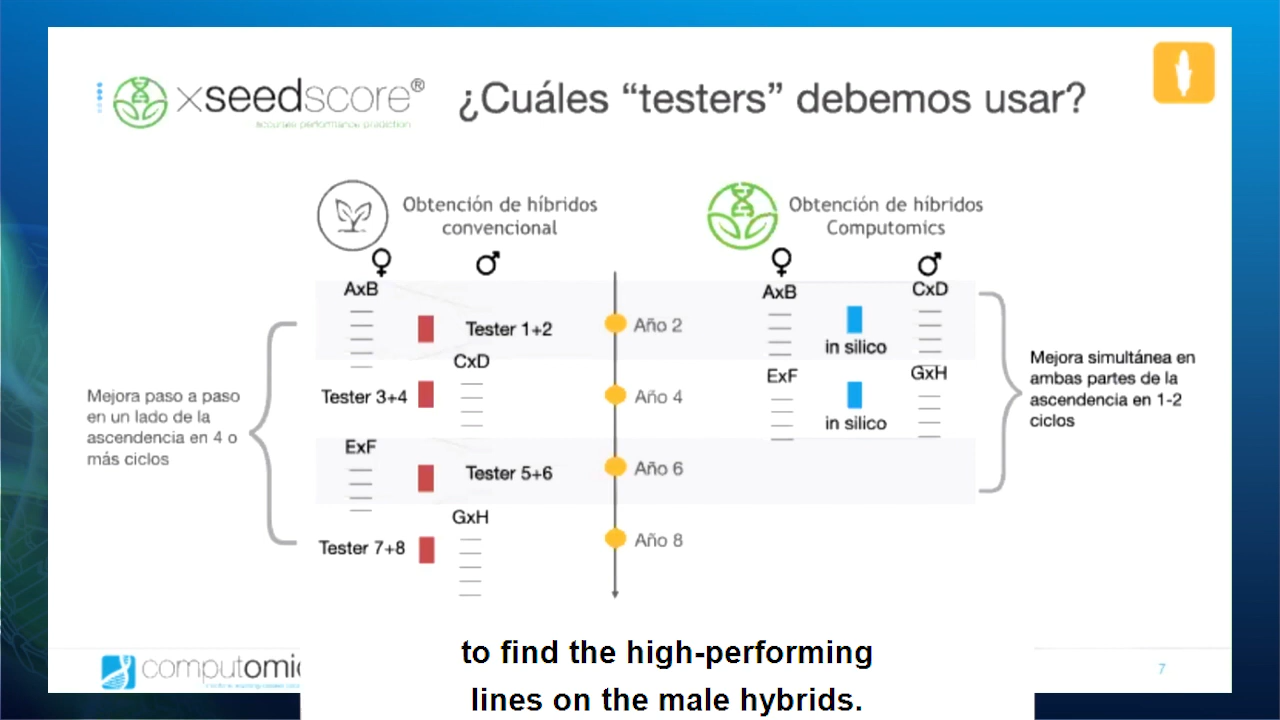 xseedscore®
accurate performance prediction
¿Cuáles “testers” debemos usar?
Obtención de híbridos
convencional
Obtención de híbridos
Computomics
♀
♂
♀
♂
AxB
Tester 1+2
Año 2
AxB
in silico
CxD
CxD
Tester 3+4
Año 4
ExF
in silico
GxH
ExF
Tester 5+6
Año 6
GxH
Tester 7+8
Año 8
Mejora paso a paso
en un lado de la
ascendencia en 4 o
más ciclos
Mejora simultánea en
ambas partes de la
ascendencia en 1-2
ciclos
to find the high-performing
lines on the male hybrids.
computomic
7